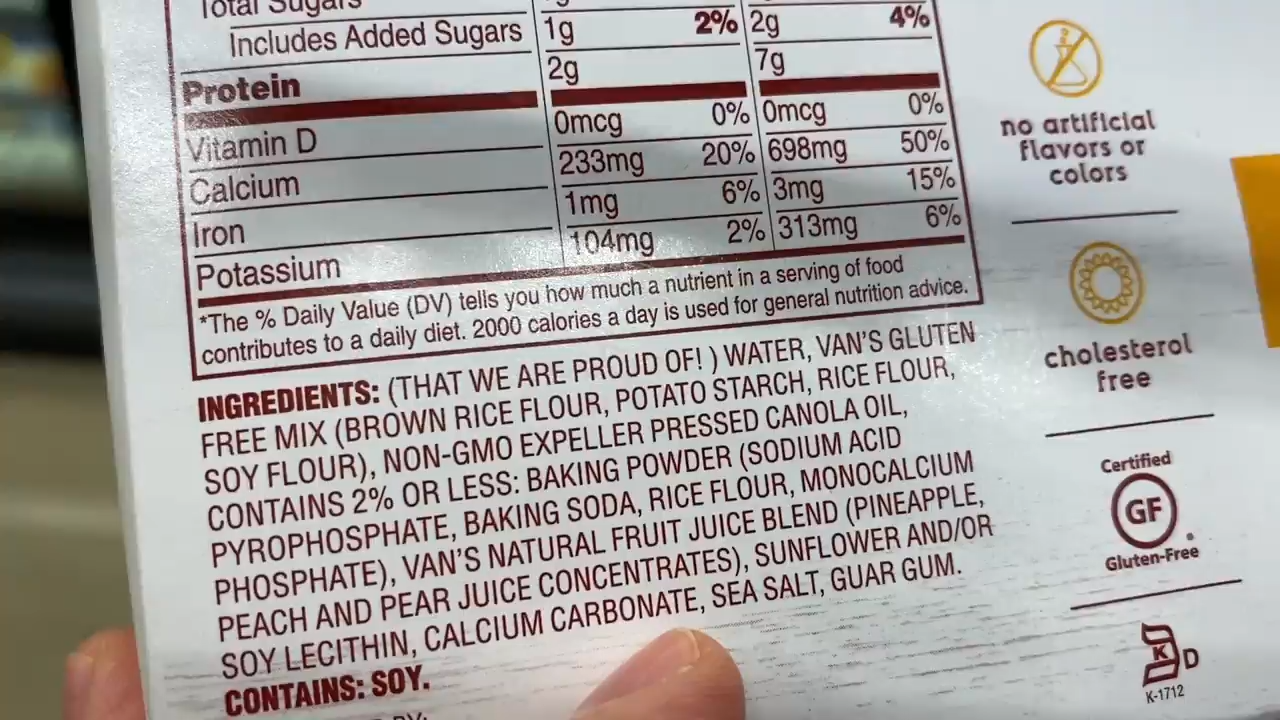 Total Sugars
Includes Added Sugars 1g 2% 2g 4%
Protein 2g 7g
Vitamin D 0mcg 0% 0mcg 0%
Calcium 233mg 20% 698mg 50%
Iron 1mg 6% 3mg 15%
Potassium 104mg 2% 313mg 6%
*The % Daily Value (DV) tells you how much a nutrient in a serving of food
contributes to a daily diet. 2000 calories a day is used for general nutrition advice.
INGREDIENTS: (THAT WE ARE PROUD OF! ) WATER, VAN'S GLUTEN
FREE MIX (BROWN RICE FLOUR, POTATO STARCH, RICE FLOUR,
SOY FLOUR), NON-GMO EXPELLER PRESSED CANOLA OIL,
CONTAINS 2% OR LESS: BAKING POWDER (SODIUM ACID
PYROPHOSPHATE, BAKING SODA, RICE FLOUR, MONOCALCIUM
PHOSPHATE), VAN'S NATURAL FRUIT JUICE BLEND (PINEAPPLE,
PEACH AND PEAR JUICE CONCENTRATES), SUNFLOWER AND/OR
SOY LECITHIN, CALCIUM CARBONATE, SEA SALT, GUAR GUM.
CONTAINS: SOY.
no artificial
flavors or
colors
cholesterol
free
Certified
GF
Gluten-Free
K D
K-1712